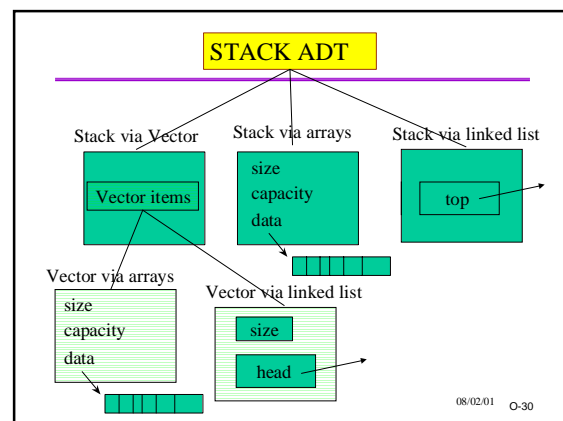 STACK ADT
Stack via Vector
Stack via arrays
Stack via linked list
Vector items
size
capacity
data
top
Vector via arrays
size
capacity
data
Vector via linked list
size
head
08/02/01
O-30